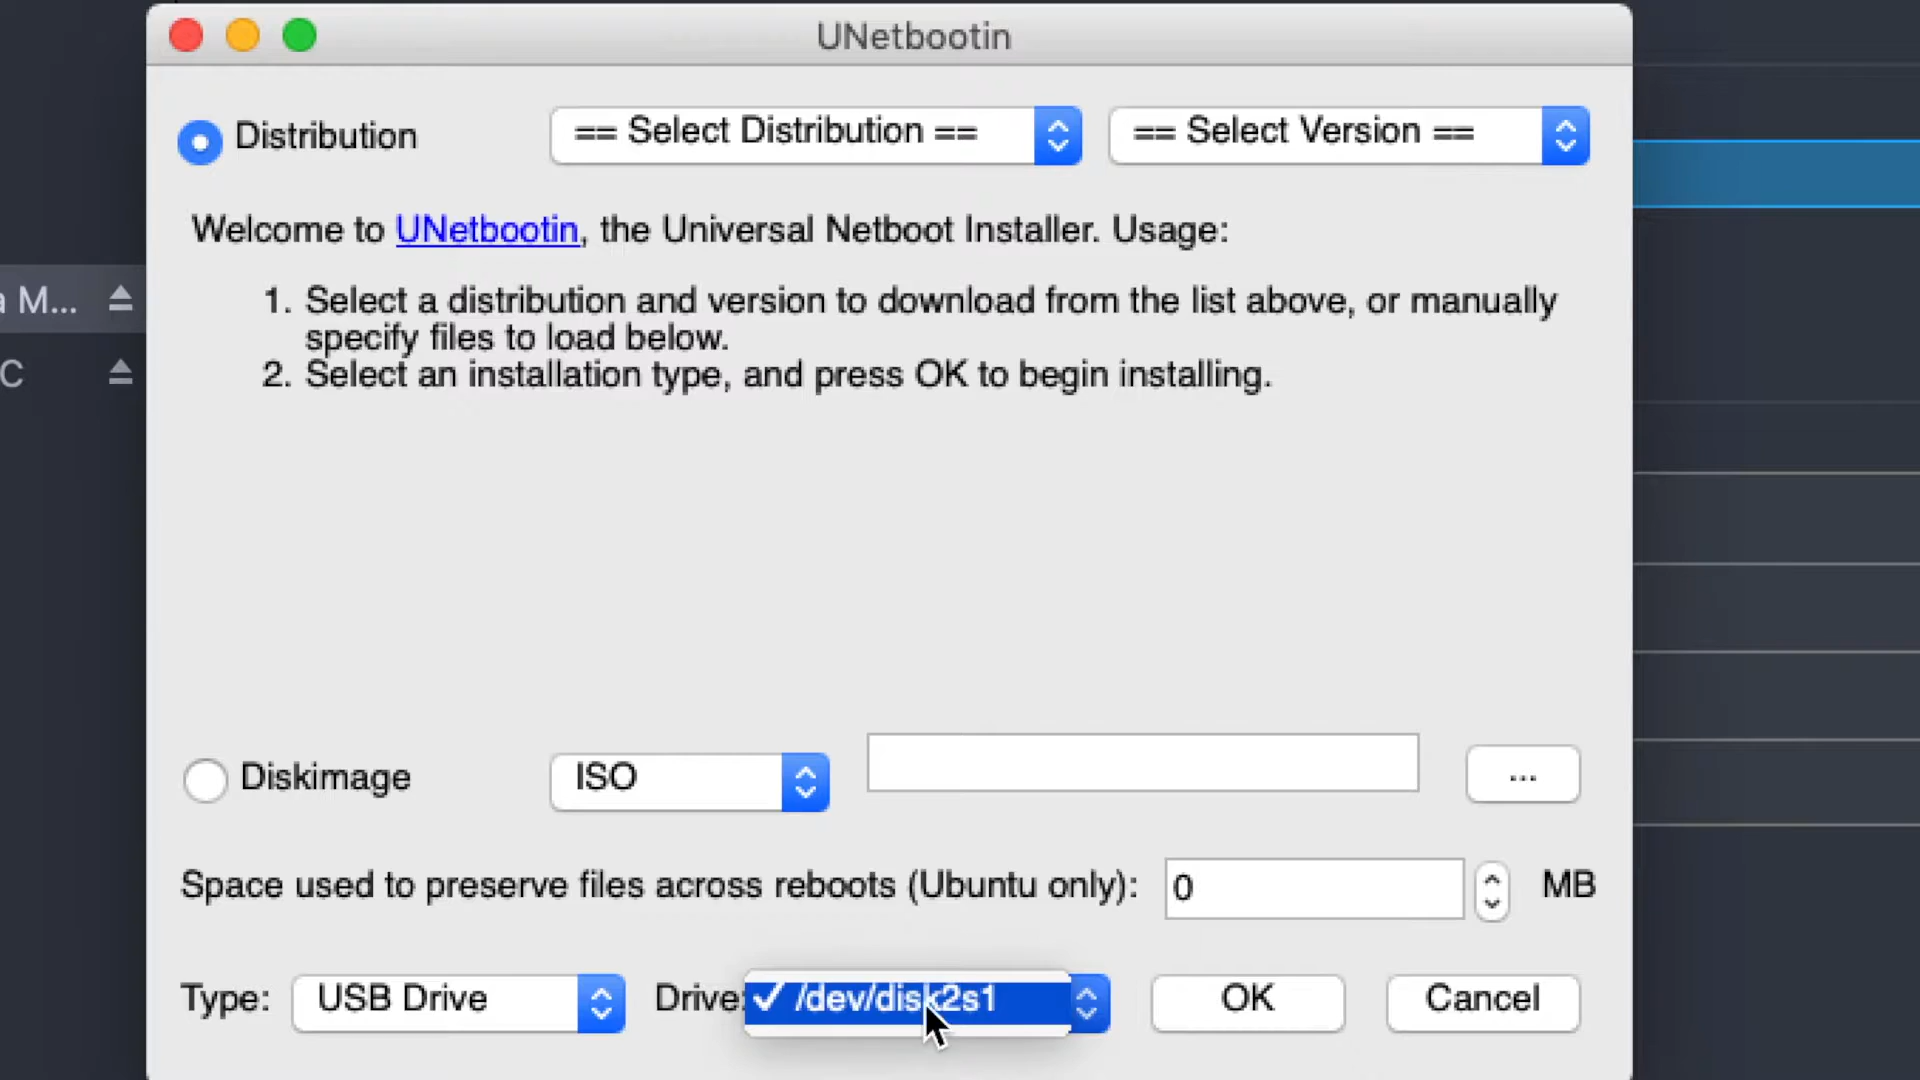 UNetbootin
Distribution
== Select Distribution ==
== Select Version ==
Welcome to UNetbootin, the Universal Netboot Installer. Usage:
1. Select a distribution and version to download from the list above, or manually
specify files to load below.
2. Select an installation type, and press OK to begin installing.
a M...
C
Diskimage
ISO
...
Space used to preserve files across reboots (Ubuntu only):
0
MB
Type:
USB Drive
Drive:
/dev/disk2s1
OK
Cancel